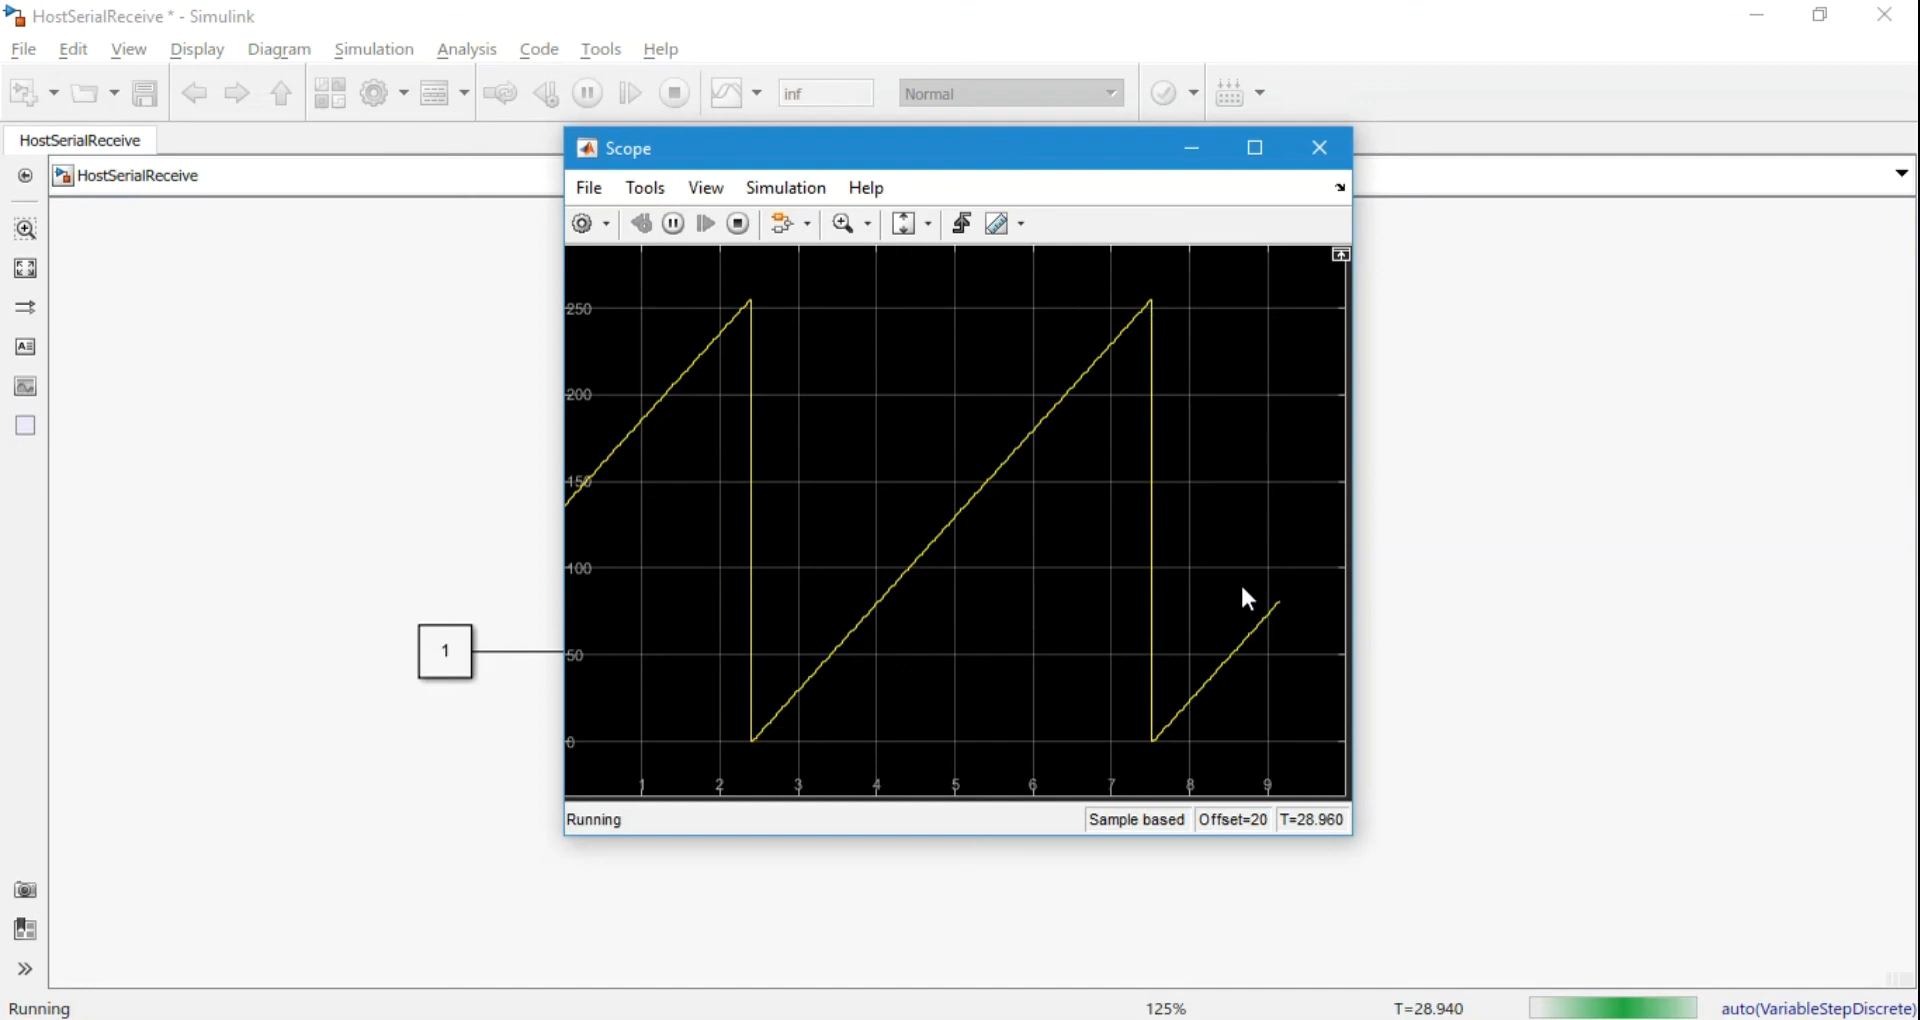 HostSerialReceive * - Simulink
File Edit View Display Diagram Simulation Analysis Code Tools Help
inf Normal
HostSerialReceive
HostSerialReceive
Scope
File Tools View Simulation Help
250
200
150
100
50
0
1 2 3 4 5 6 7 8 9
1
Running Sample based Offset=20 T=28.960
Running 125% T=28.940 auto(VariableStepDiscrete)